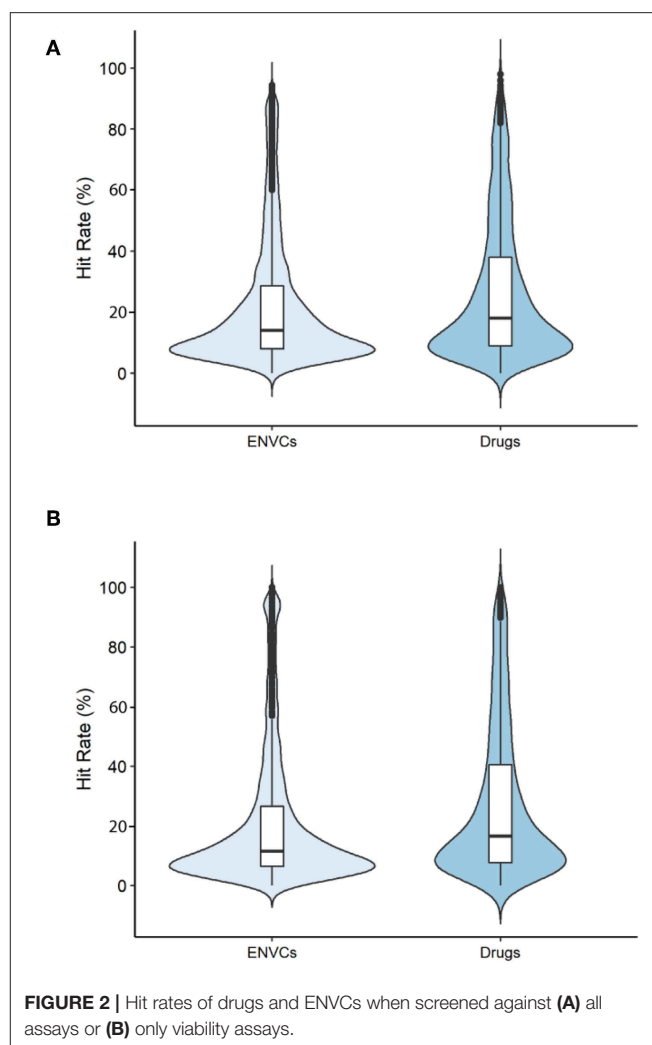 A
100
80
60
40
20
0
Hit Rate (%)
ENVCs Drugs
B
100
80
60
40
20
0
Hit Rate (%)
ENVCs Drugs
FIGURE 2 | Hit rates of drugs and ENVCs when screened against (A) all
assays or (B) only viability assays.